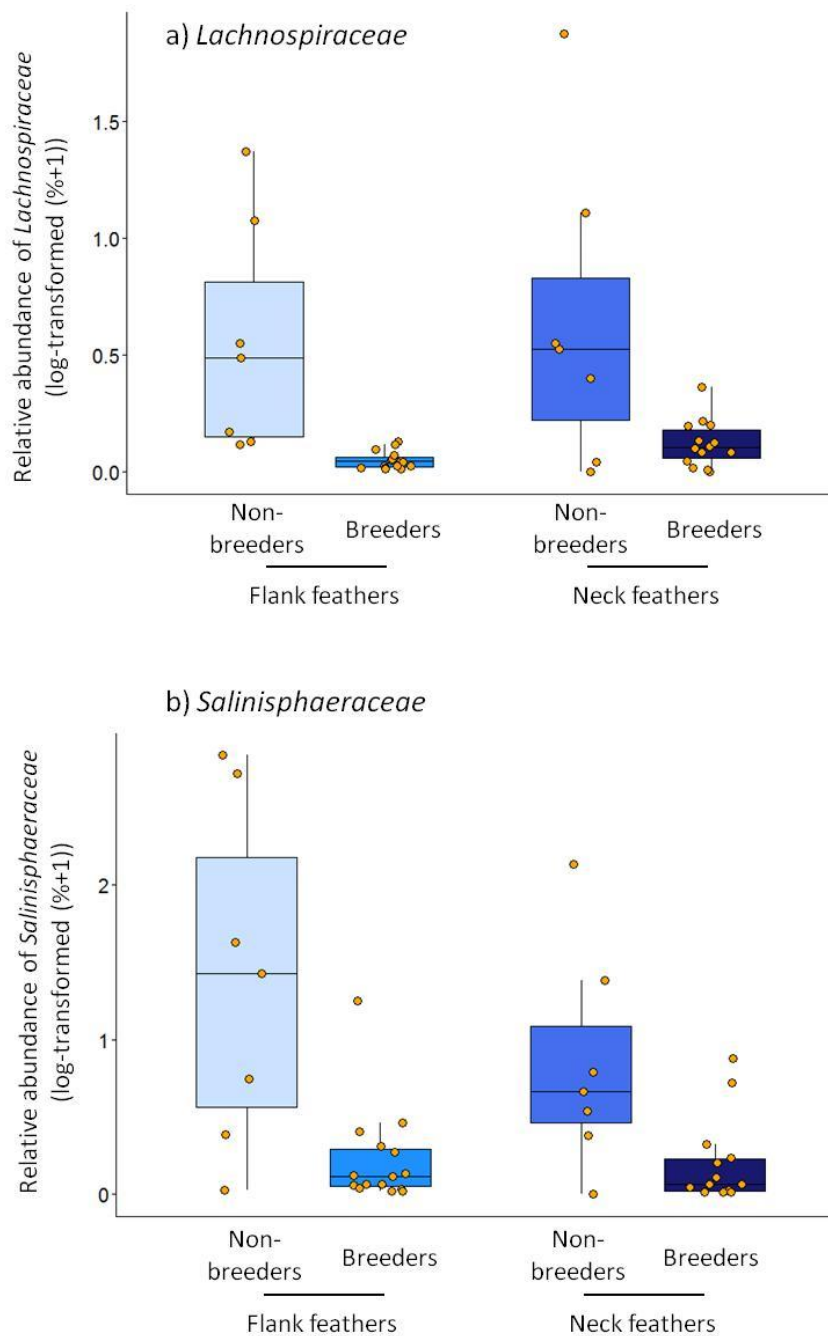 a) Lachnospiraceae
Relative abundance of Lachnospiraceae
(log-transformed (%+1))
1.5
1.0
0.5
0.0
Non-
breeders
Breeders
Non-
breeders
Breeders
Flank feathers
Neck feathers
b) Salinisphaeraceae
Relative abundance of Salinisphaeraceae
(log-transformed (%+1))
2
1
0
Non-
breeders
Breeders
Non-
breeders
Breeders
Flank feathers
Neck feathers